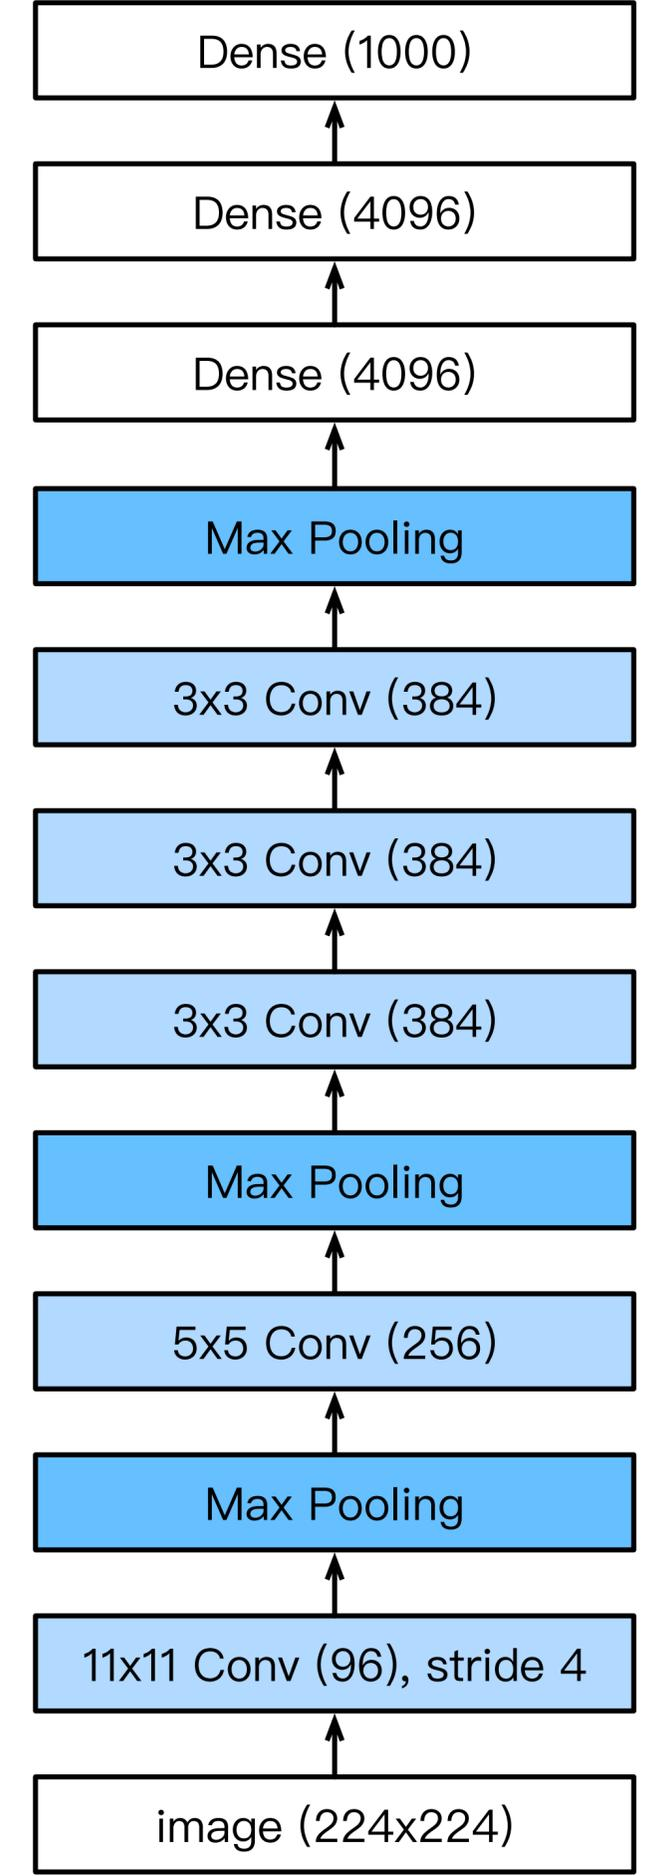 Dense (1000)
Dense (4096)
Dense (4096)
Max Pooling
3x3 Conv (384)
3x3 Conv (384)
3x3 Conv (384)
Max Pooling
5x5 Conv (256)
Max Pooling
11x11 Conv (96), stride 4
image (224x224)